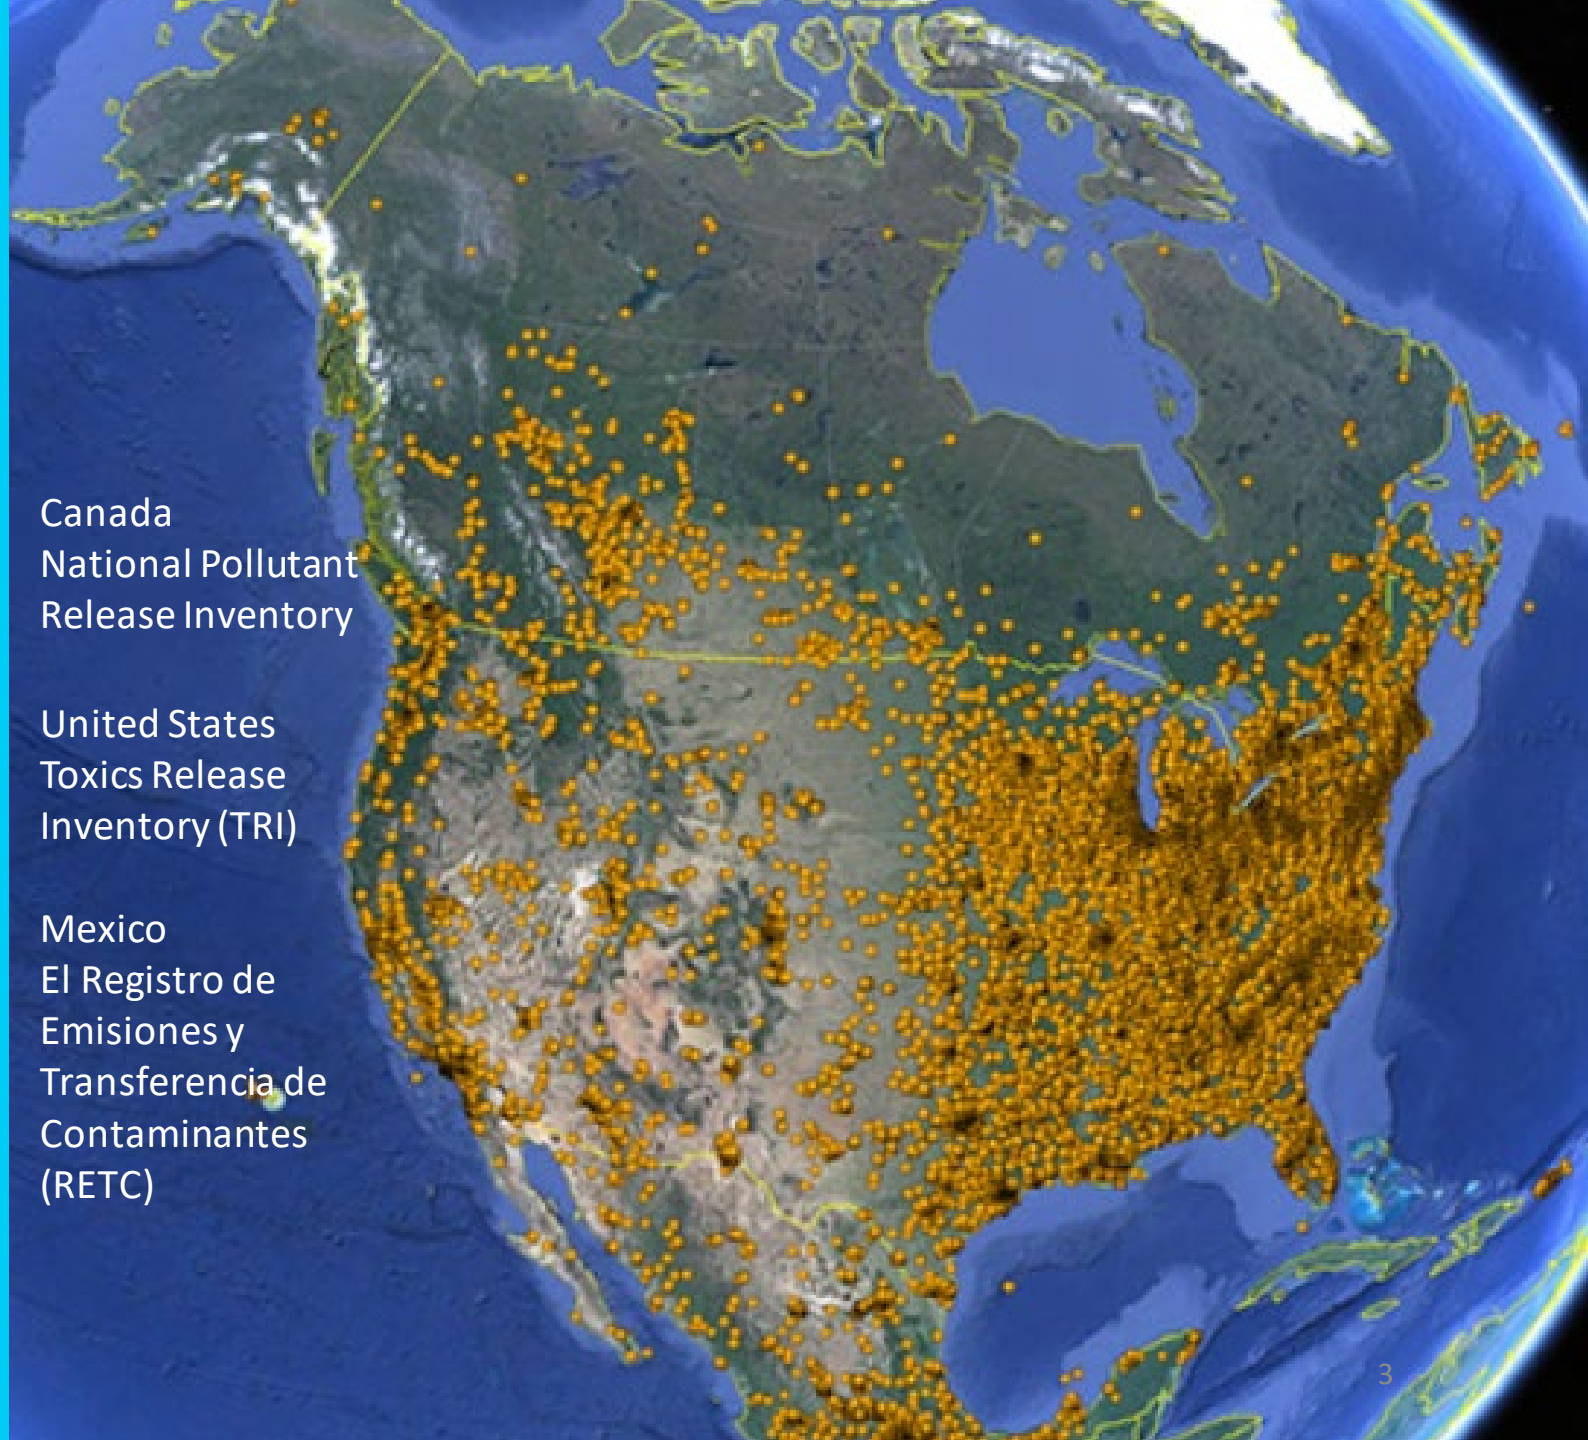 Canada
National Pollutant
Release Inventory
United States
Toxics Release
Inventory (TRI)
Mexico
El Registro de
Emisiones y
Transferencia de
Contaminantes
(RETC)
3